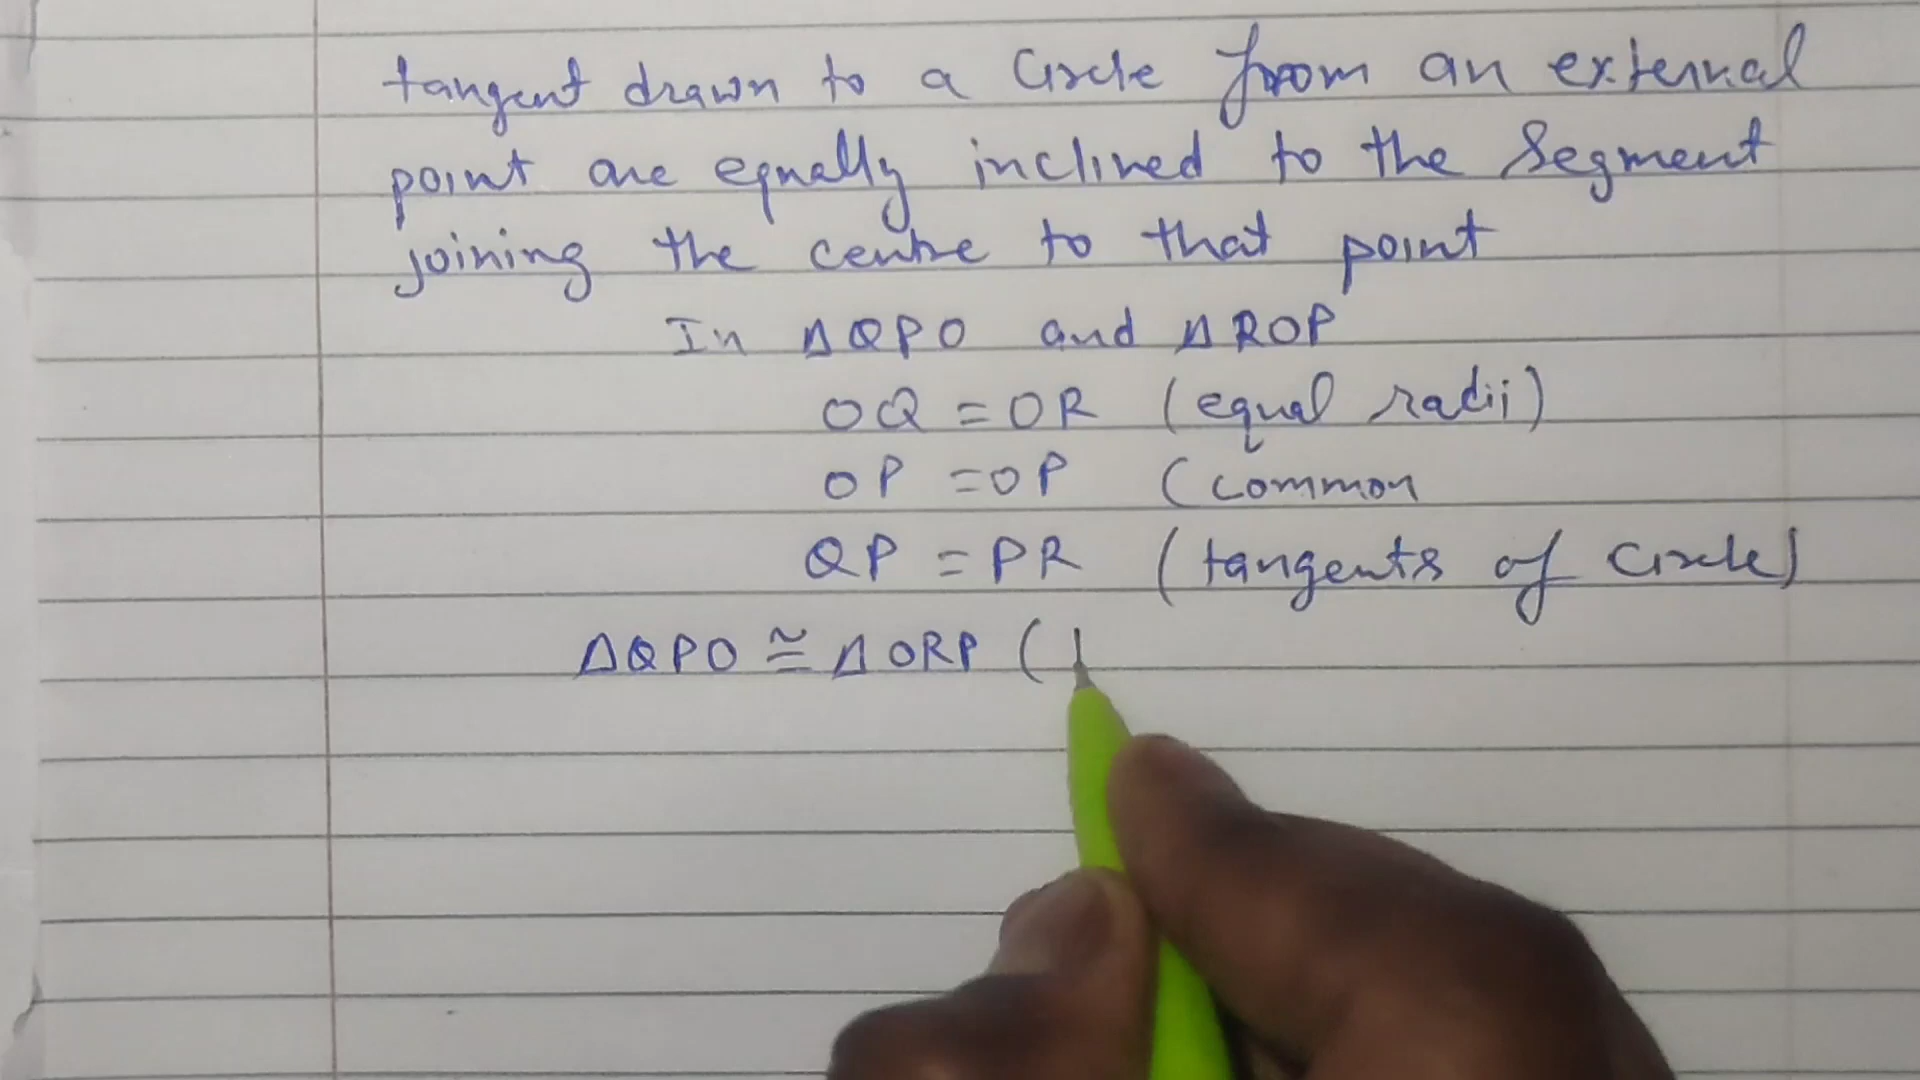 tangent drawn to a Circle from an external
point are equally inclined to the Segment
joining the centre to that point
In ΔQPO and ΔROP
OQ = OR (equal radii)
OP = OP (common
QP = PR (tangents of Circle)
ΔQPO ≅ ΔORP (